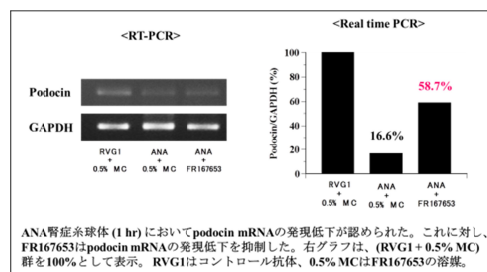 <RT-PCR>
Podocin
GAPDH
RVG1
+
0.5% MC
ANA
+
0.5% MC
ANA
+
FR167653
<Real time PCR>
Podocin/GAPDH (%)
100
80
60
40
20
0
16.6%
58.7%
RVG1
+
0.5% MC
ANA
+
0.5% MC
ANA
+
FR167653
ANA腎症糸球体 (1 hr) においてpodocin mRNAの発現低下が認められた。これに対し、
FR167653はpodocin mRNAの発現低下を抑制した。右グラフは、(RVG1 + 0.5% MC)
群を100%として表示。 RVG1はコントロール抗体、0.5% MCはFR167653の溶媒。